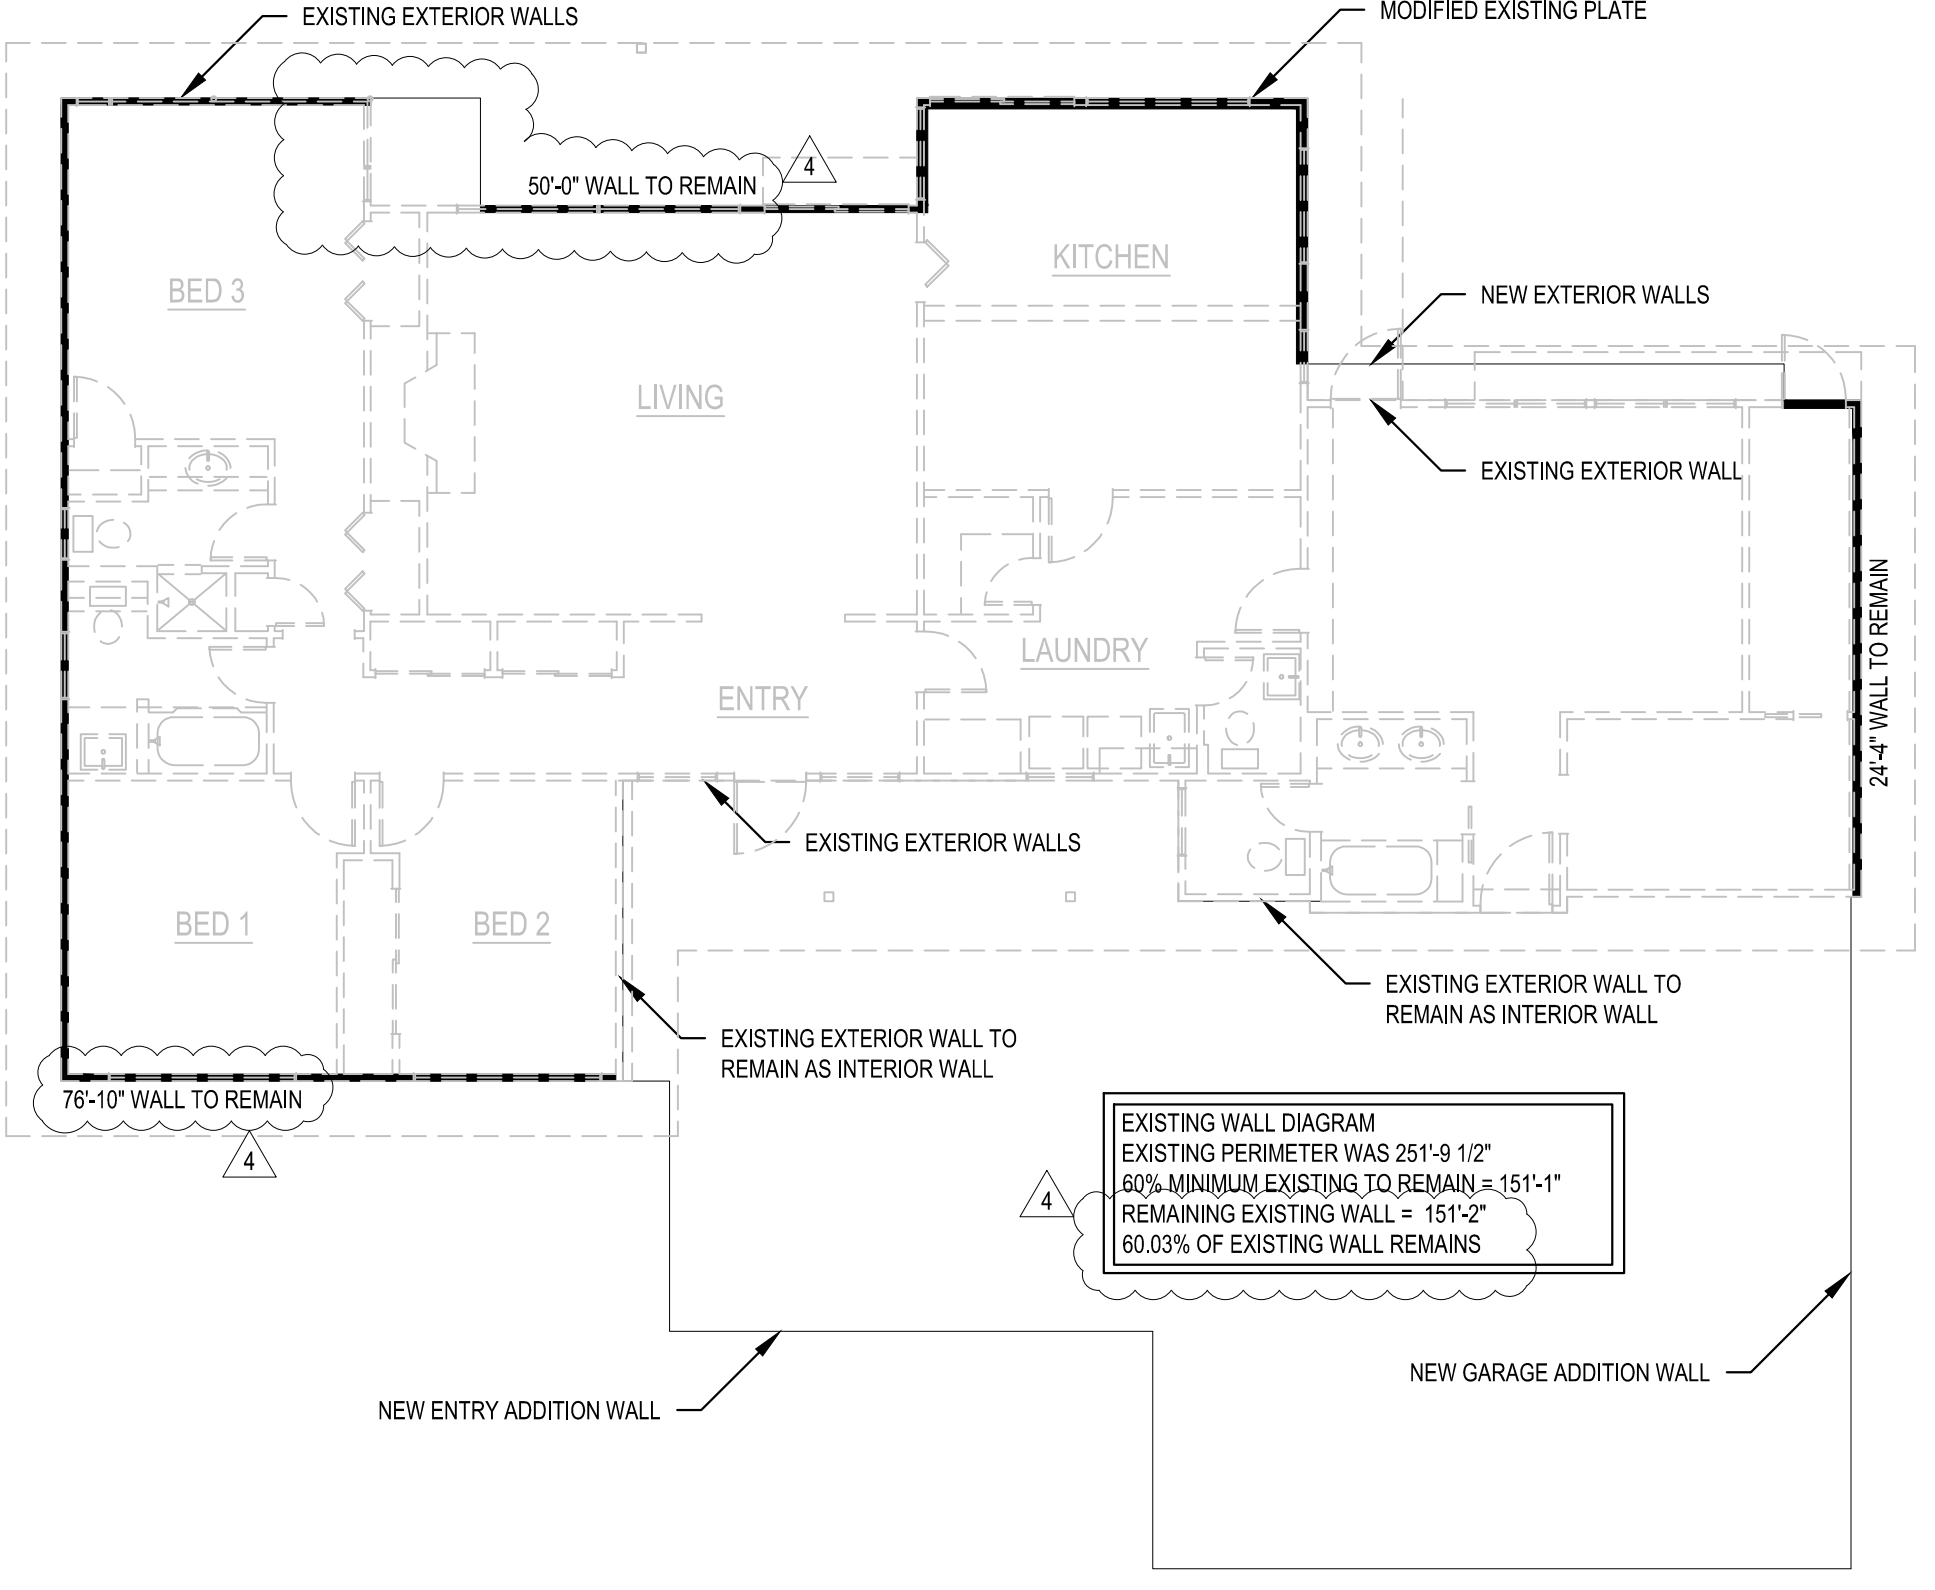 EXISTING EXTERIOR WALLS
MODIFIED EXISTING PLATE
4
50'-0" WALL TO REMAIN
BED 3
KITCHEN
NEW EXTERIOR WALLS
LIVING
EXISTING EXTERIOR WALL
24'-4" WALL TO REMAIN
LAUNDRY
ENTRY
EXISTING EXTERIOR WALLS
BED 1
BED 2
EXISTING EXTERIOR WALL TO
REMAIN AS INTERIOR WALL
EXISTING EXTERIOR WALL TO
REMAIN AS INTERIOR WALL
76'-10" WALL TO REMAIN
4
EXISTING WALL DIAGRAM
EXISTING PERIMETER WAS 251'-9 1/2"
60% MINIMUM EXISTING TO REMAIN = 151'-1"
4
REMAINING EXISTING WALL = 151'-2"
60.03% OF EXISTING WALL REMAINS
NEW GARAGE ADDITION WALL
NEW ENTRY ADDITION WALL